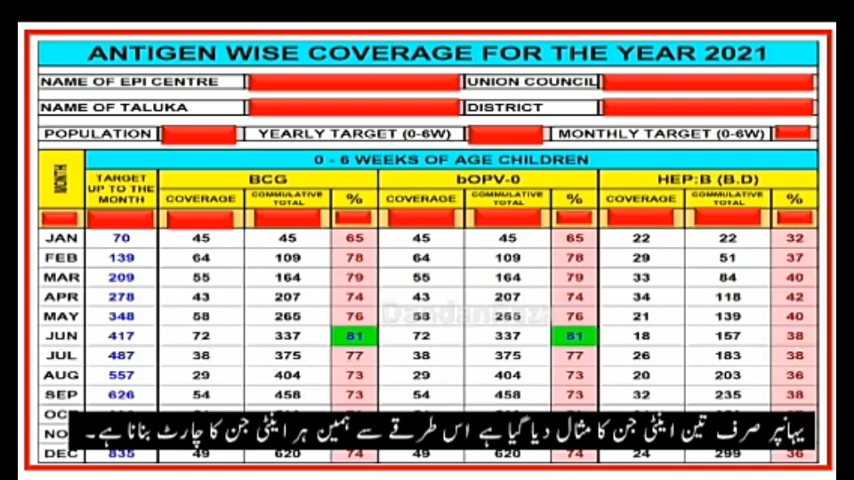 ANTIGEN WISE COVERAGE FOR THE YEAR 2021
NAME OF EPI CENTRE UNION COUNCIL
NAME OF TALUKA DISTRICT
POPULATION YEARLY TARGET (0-6W) MONTHLY TARGET (0-6W)
0 - 6 WEEKS OF AGE CHILDREN
MONTH TARGET UP TO THE MONTH BCG bOPV-0 HEP:B (B.D)
COVERAGE COMMULATIVE TOTAL % COVERAGE COMMULATIVE TOTAL % COVERAGE COMMULATIVE TOTAL %
JAN 70 45 45 65 45 45 65 22 22 32
FEB 139 64 109 78 64 109 78 29 51 37
MAR 209 55 164 79 55 164 79 33 84 40
APR 278 43 207 74 43 207 74 34 118 42
MAY 348 58 265 76 58 265 76 21 139 40
JUN 417 72 337 81 72 337 81 18 157 38
JUL 487 38 375 77 38 375 77 26 183 38
AUG 557 29 404 73 29 404 73 20 203 36
SEP 626 54 458 73 54 458 73 32 235 38
یہانپر صرف تین اینٹی جن کا مثال دیا گیا ہے اس طرقے سے ہمین ہر اینٹی جن کا چارٹ بنانا ہے۔
DEC 835 49 620 74 49 620 74 24 299 36